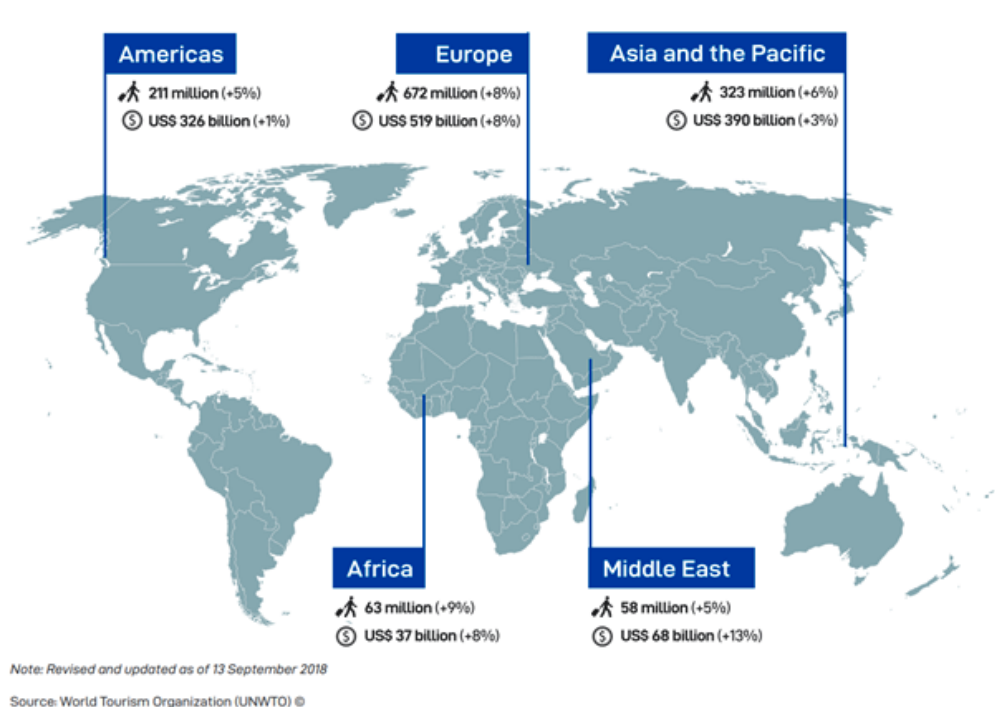 Americas
211 million (+5%)
US$ 326 billion (+1%)
Europe
672 million (+8%)
US$ 519 billion (+8%)
Asia and the Pacific
323 million (+6%)
US$ 390 billion (+3%)
Africa
63 million (+9%)
US$ 37 billion (+8%)
Middle East
58 million (+5%)
US$ 68 billion (+13%)
Note: Revised and updated as of 13 September 2018
Source: World Tourism Organization (UNWTO) ©